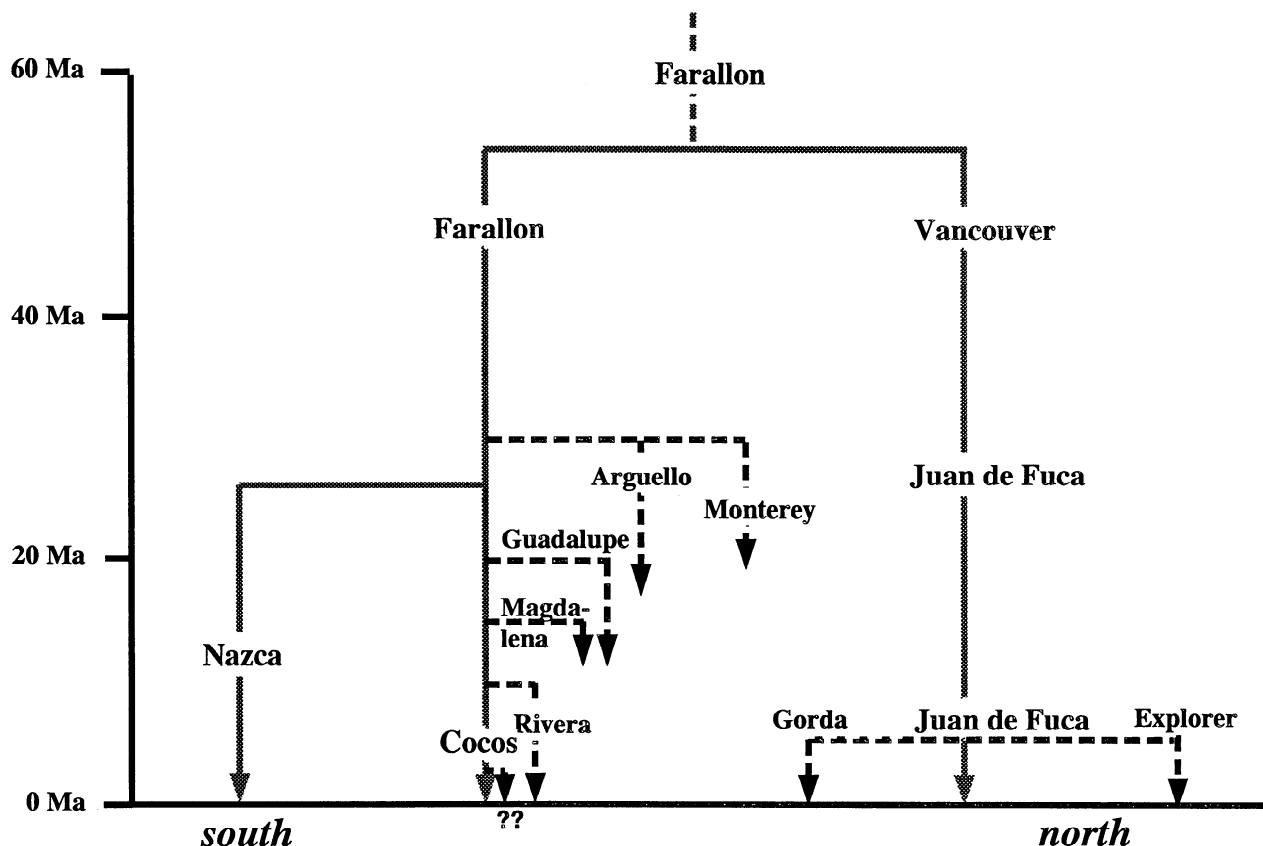 60 Ma
Farallon
Farallon
Vancouver
40 Ma
Arguello
Juan de Fuca
Monterey
Guadalupe
20 Ma
Magda-
lena
Nazca
Rivera
Gorda
Juan de Fuca
Explorer
Cocos
0 Ma
??
south
north